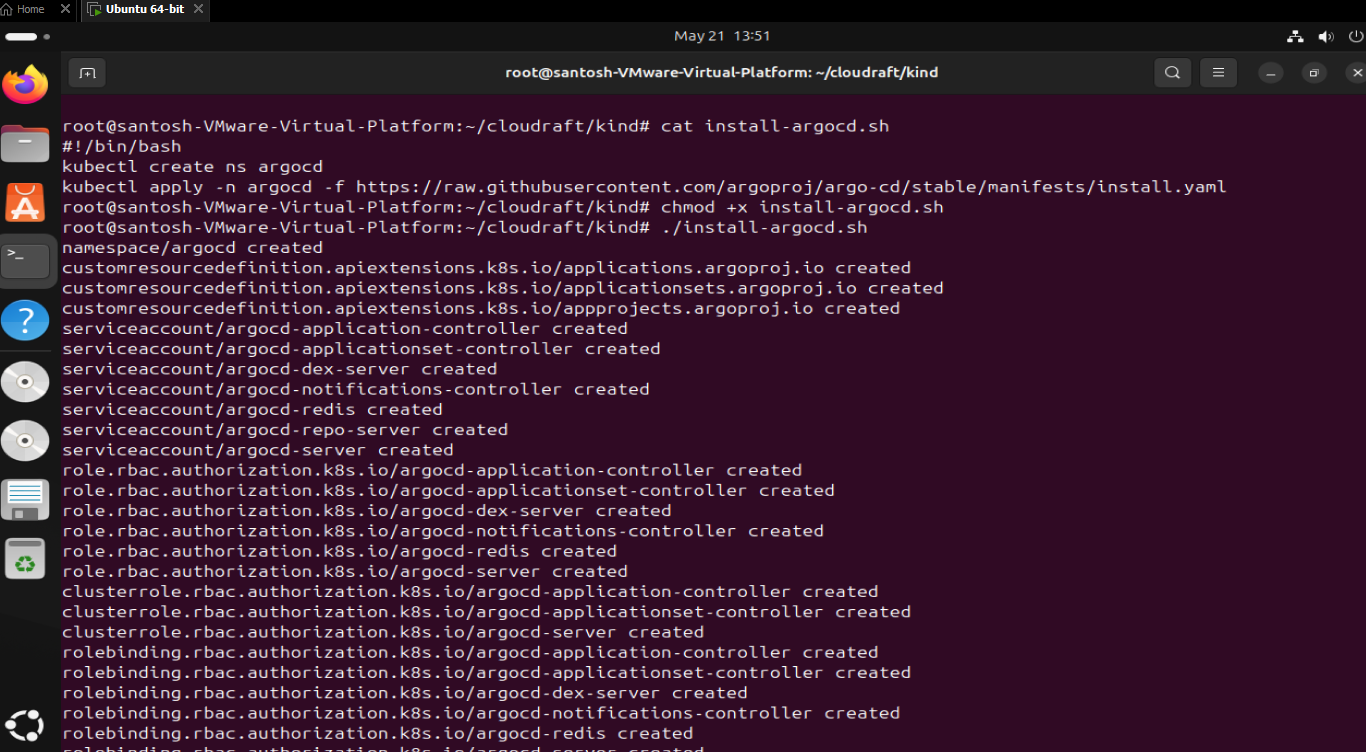 Home
Ubuntu 64-bit
May 21 13:51
root@santosh-VMware-Virtual-Platform: ~/cloudraft/kind
root@santosh-VMware-Virtual-Platform:~/cloudraft/kind# cat install-argocd.sh
#!/bin/bash
kubectl create ns argocd
kubectl apply -n argocd -f https://raw.githubusercontent.com/argoproj/argo-cd/stable/manifests/install.yaml
root@santosh-VMware-Virtual-Platform:~/cloudraft/kind# chmod +x install-argocd.sh
root@santosh-VMware-Virtual-Platform:~/cloudraft/kind# ./install-argocd.sh
namespace/argocd created
customresourcedefinition.apiextensions.k8s.io/applications.argoproj.io created
customresourcedefinition.apiextensions.k8s.io/applicationsets.argoproj.io created
customresourcedefinition.apiextensions.k8s.io/appprojects.argoproj.io created
serviceaccount/argocd-application-controller created
serviceaccount/argocd-applicationset-controller created
serviceaccount/argocd-dex-server created
serviceaccount/argocd-notifications-controller created
serviceaccount/argocd-redis created
serviceaccount/argocd-repo-server created
serviceaccount/argocd-server created
role.rbac.authorization.k8s.io/argocd-application-controller created
role.rbac.authorization.k8s.io/argocd-applicationset-controller created
role.rbac.authorization.k8s.io/argocd-dex-server created
role.rbac.authorization.k8s.io/argocd-notifications-controller created
role.rbac.authorization.k8s.io/argocd-redis created
role.rbac.authorization.k8s.io/argocd-server created
clusterrole.rbac.authorization.k8s.io/argocd-application-controller created
clusterrole.rbac.authorization.k8s.io/argocd-applicationset-controller created
clusterrole.rbac.authorization.k8s.io/argocd-server created
rolebinding.rbac.authorization.k8s.io/argocd-application-controller created
rolebinding.rbac.authorization.k8s.io/argocd-applicationset-controller created
rolebinding.rbac.authorization.k8s.io/argocd-dex-server created
rolebinding.rbac.authorization.k8s.io/argocd-notifications-controller created
rolebinding.rbac.authorization.k8s.io/argocd-redis created
rolebinding.rbac.authorization.k8s.io/argocd-server created